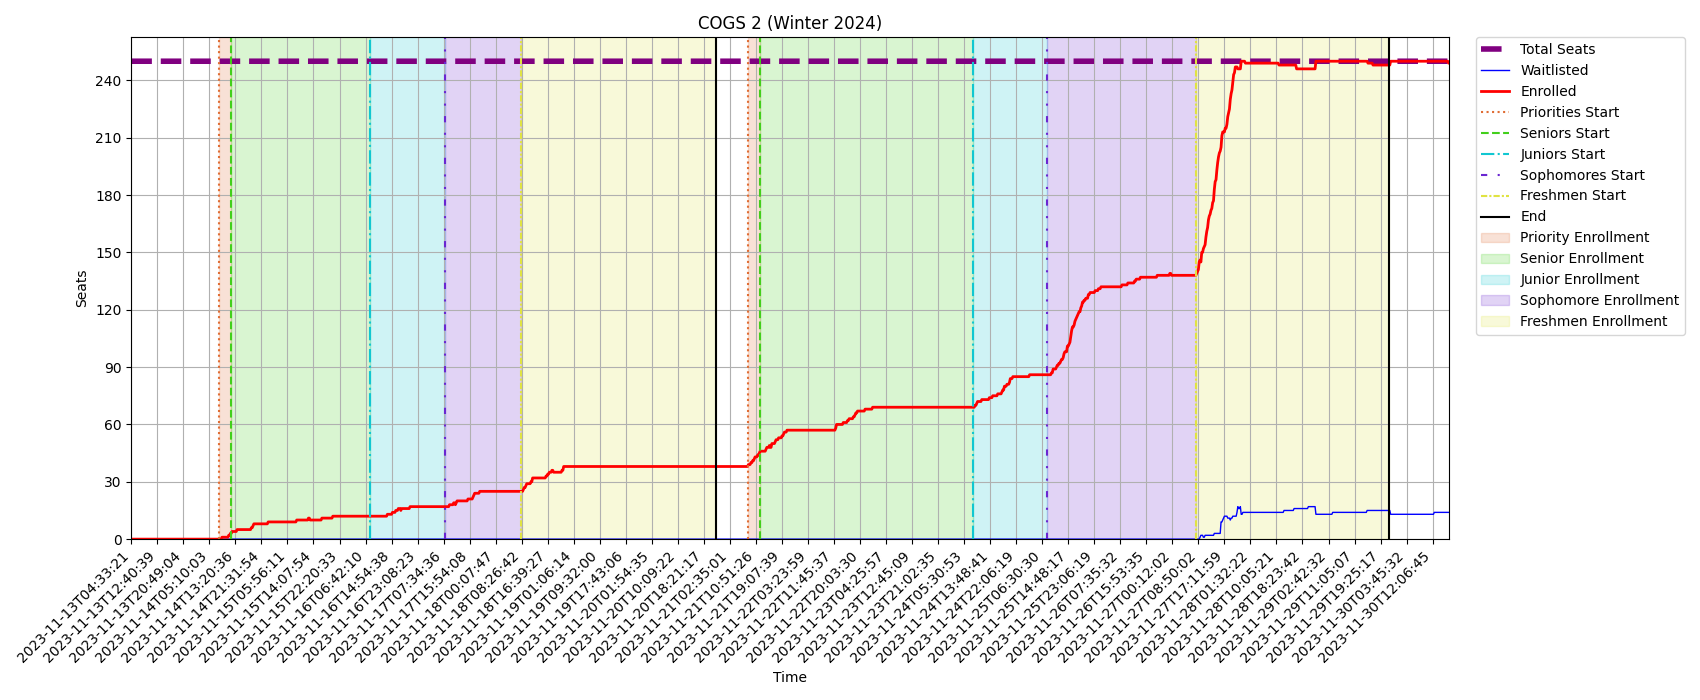 COGS 2 (Winter 2024)
Seats
240
210
180
150
120
90
60
30
0
2023-11-13T04:33:21
2023-11-13T12:40:39
2023-11-13T20:49:04
2023-11-14T05:10:03
2023-11-14T13:20:36
2023-11-14T21:31:54
2023-11-15T05:56:11
2023-11-15T14:07:54
2023-11-15T22:20:33
2023-11-16T06:42:10
2023-11-16T14:54:38
2023-11-16T23:08:23
2023-11-17T07:34:36
2023-11-17T15:54:08
2023-11-18T00:07:47
2023-11-18T08:26:42
2023-11-18T16:39:27
2023-11-19T01:06:14
2023-11-19T09:32:00
2023-11-19T17:43:06
2023-11-20T01:54:35
2023-11-20T10:09:22
2023-11-20T18:21:17
2023-11-21T02:35:01
2023-11-21T10:51:26
2023-11-21T19:07:39
2023-11-22T03:23:59
2023-11-22T11:45:37
2023-11-22T20:03:30
2023-11-23T04:25:57
2023-11-23T12:45:09
2023-11-23T21:02:35
2023-11-24T05:30:53
2023-11-24T13:48:41
2023-11-24T22:06:19
2023-11-25T06:30:30
2023-11-25T14:48:17
2023-11-25T23:06:19
2023-11-26T07:35:32
2023-11-26T15:53:35
2023-11-27T00:12:02
2023-11-27T08:50:02
2023-11-27T17:11:59
2023-11-28T01:32:22
2023-11-28T10:05:21
2023-11-28T18:23:42
2023-11-29T02:42:32
2023-11-29T11:05:07
2023-11-29T19:25:17
2023-11-30T03:45:32
2023-11-30T12:06:45
Time
Total Seats
Waitlisted
Enrolled
Priorities Start
Seniors Start
Juniors Start
Sophomores Start
Freshmen Start
End
Priority Enrollment
Senior Enrollment
Junior Enrollment
Sophomore Enrollment
Freshmen Enrollment